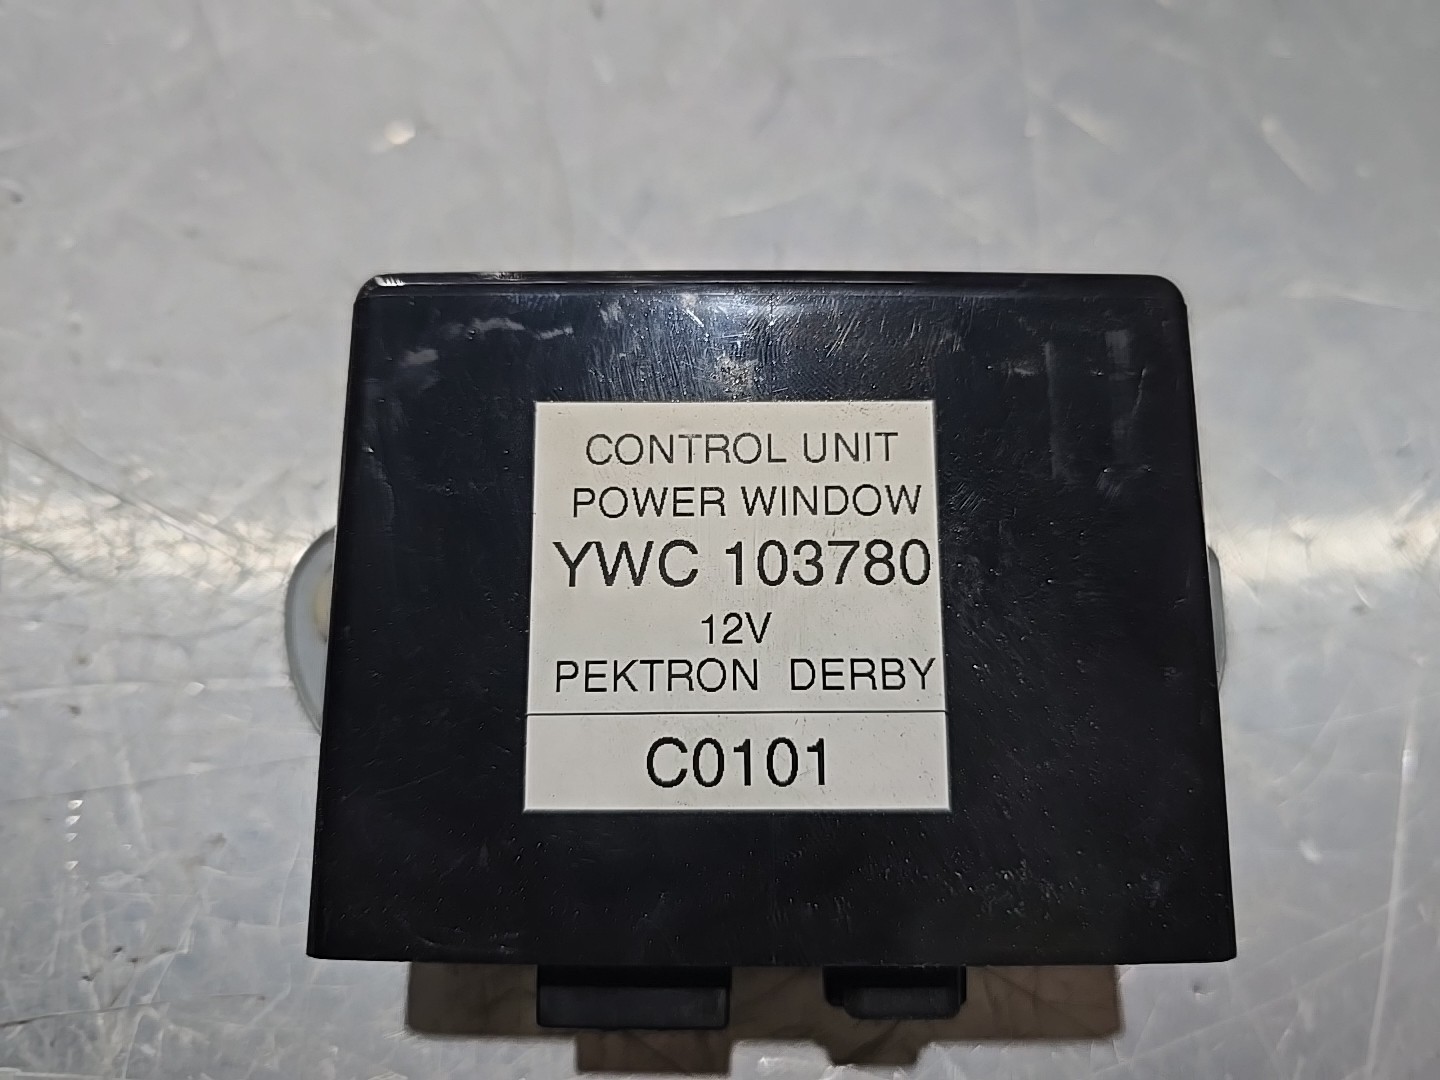 CONTROL UNIT
POWER WINDOW
YWC 103780
12V
PEKTRON DERBY
C0101